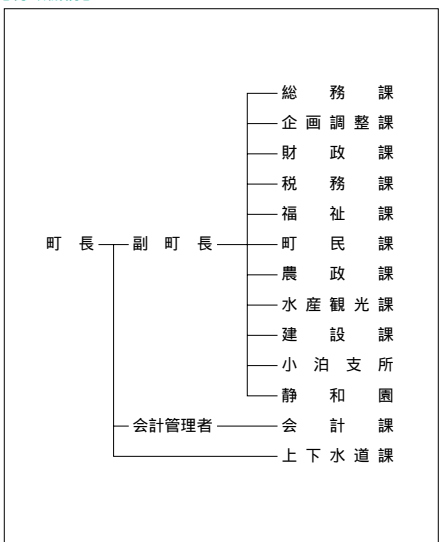 総務課
企画調整課
財政課
税務課
福祉課
町長 副町長 町民課
農政課
水産観光課
建設課
小泊支所
静和園
会計管理者 会計課
上下水道課